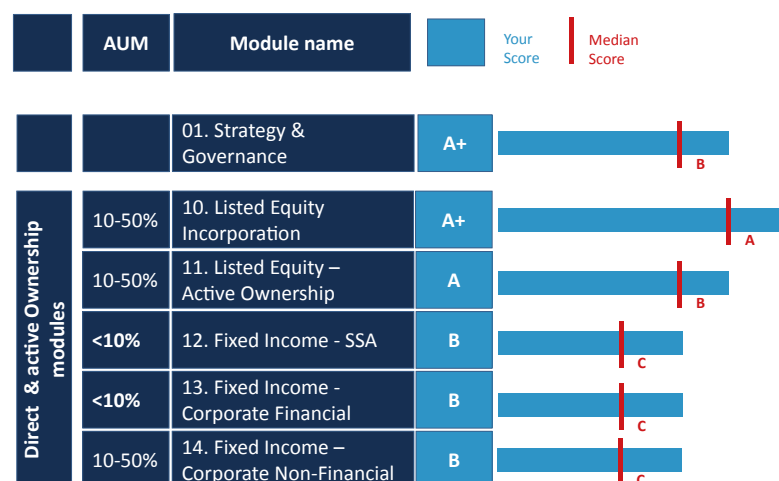 AUM
Module name
Your
Score
Median
Score
01. Strategy &
Governance
A+
B
Direct & active Ownership
modules
10-50%
10. Listed Equity
Incorporation
A+
A
10-50%
11. Listed Equity –
Active Ownership
A
B
<10%
12. Fixed Income - SSA
B
C
<10%
13. Fixed Income -
Corporate Financial
B
C
10-50%
14. Fixed Income –
Corporate Non-Financial
B
C